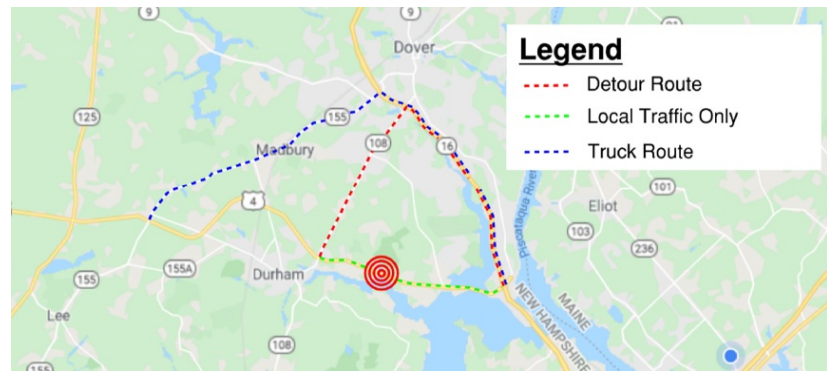 9
9
Dover
Legend
Detour Route
Local Traffic Only
Truck Route
125
155
108
16
Madbury
101
4
Eliot
103
Piscataqua River
236
155
155A
Durham
Lee
NEW HAMPSHIRE
MAINE
108
155